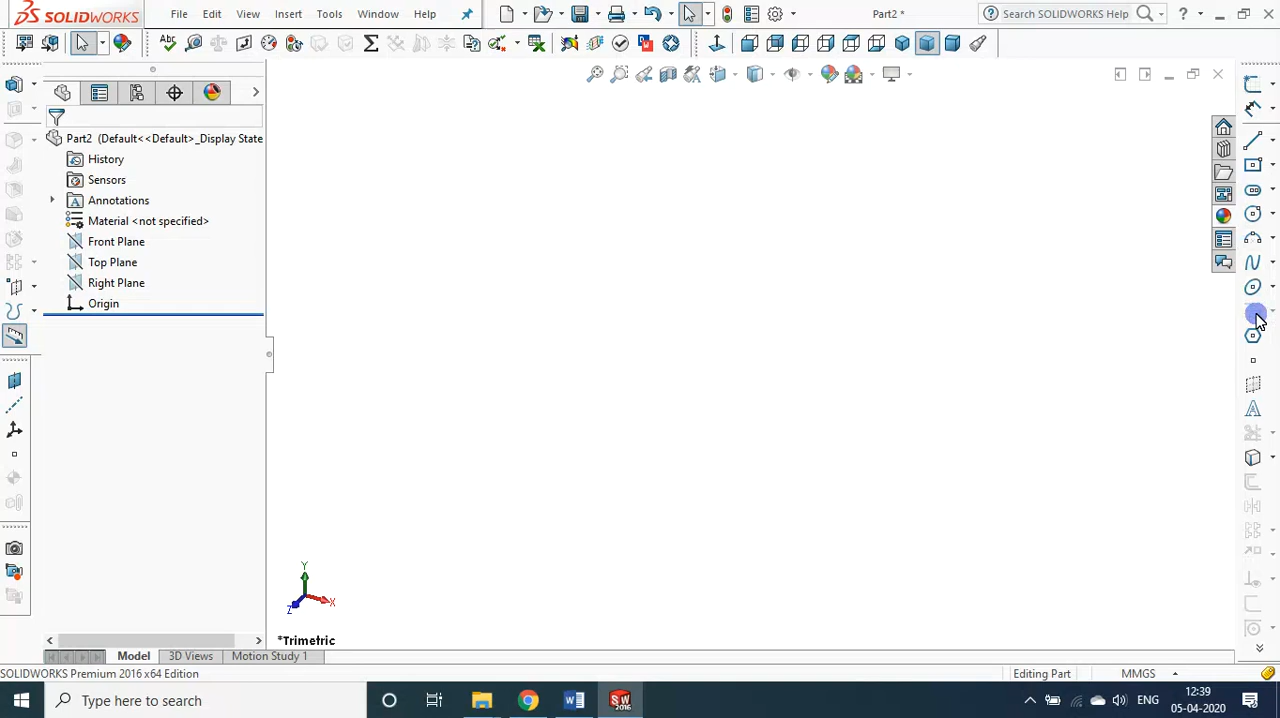 SOLIDWORKS
File Edit View Insert Tools Window Help
Part2 *
Search SOLIDWORKS Help
?
Part2 (Default<<Default>_Display State
History
Sensors
Annotations
Material <not specified>
Front Plane
Top Plane
Right Plane
Origin
Y
X
Z
*Trimetric
Model 3D Views Motion Study 1
SOLIDWORKS Premium 2016 x64 Edition
Editing Part
MMGS
Type here to search
ENG
12:39
05-04-2020